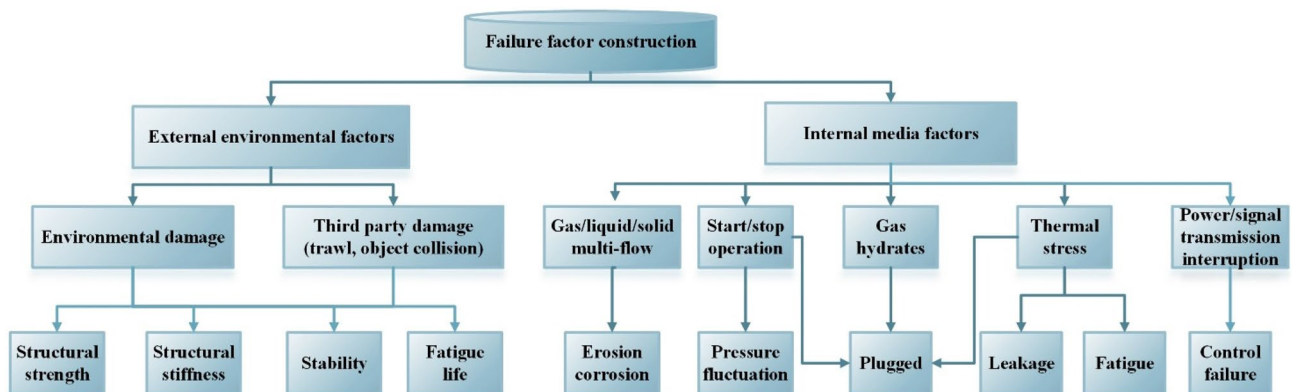 Failure factor construction
External environmental factors
Internal media factors
Environmental damage
Third party damage
(trawl, object collision)
Gas/liquid/solid
multi-flow
Start/stop
operation
Gas
hydrates
Thermal
stress
Power/signal
transmission
interruption
Structural
strength
Structural
stiffness
Stability
Fatigue
life
Erosion
corrosion
Pressure
fluctuation
Plugged
Leakage
Fatigue
Control
failure